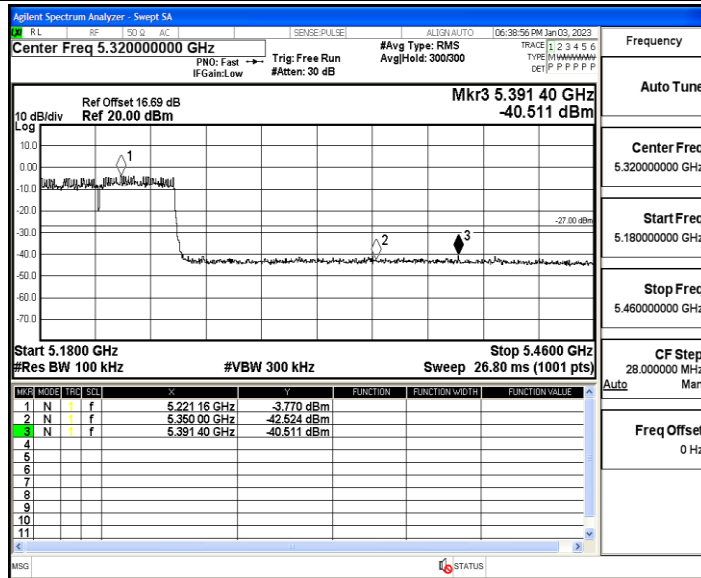 Agilent Spectrum Analyzer - Swept SA
RL RF 50 Ω AC SENSE:PULSE ALIGN AUTO 06:38:56 PM Jan 03, 2023
Center Freq 5.320000000 GHz
PNO: Fast
IFGain:Low
Trig: Free Run
#Atten: 30 dB
#Avg Type: RMS
Avg|Hold: 300/300
TRACE 1 2 3 4 5 6
TYPE MWWWWW
DET P P P P P P
Ref Offset 16.69 dB
10 dB/div Ref 20.00 dBm
Log
Mkr3 5.391 40 GHz
-40.511 dBm
10.0
0.00
-10.0
-20.0
-30.0
-40.0
-50.0
-60.0
-70.0
1
2
3
-27.00 dBm
Start 5.1800 GHz Stop 5.4600 GHz
#Res BW 100 kHz #VBW 300 kHz Sweep 26.80 ms (1001 pts)
MKR MODE TRC SCL X Y FUNCTION FUNCTION WIDTH FUNCTION VALUE
1 N 1 f 5.221 16 GHz -3.770 dBm
2 N 1 f 5.350 00 GHz -42.524 dBm
3 N 1 f 5.391 40 GHz -40.511 dBm
4
5
6
7
8
9
10
11
MSG STATUS
Frequency
Auto Tune
Center Freq
5.320000000 GHz
Start Freq
5.180000000 GHz
Stop Freq
5.460000000 GHz
CF Step
28.000000 MHz
Auto Man
Freq Offset
0 Hz